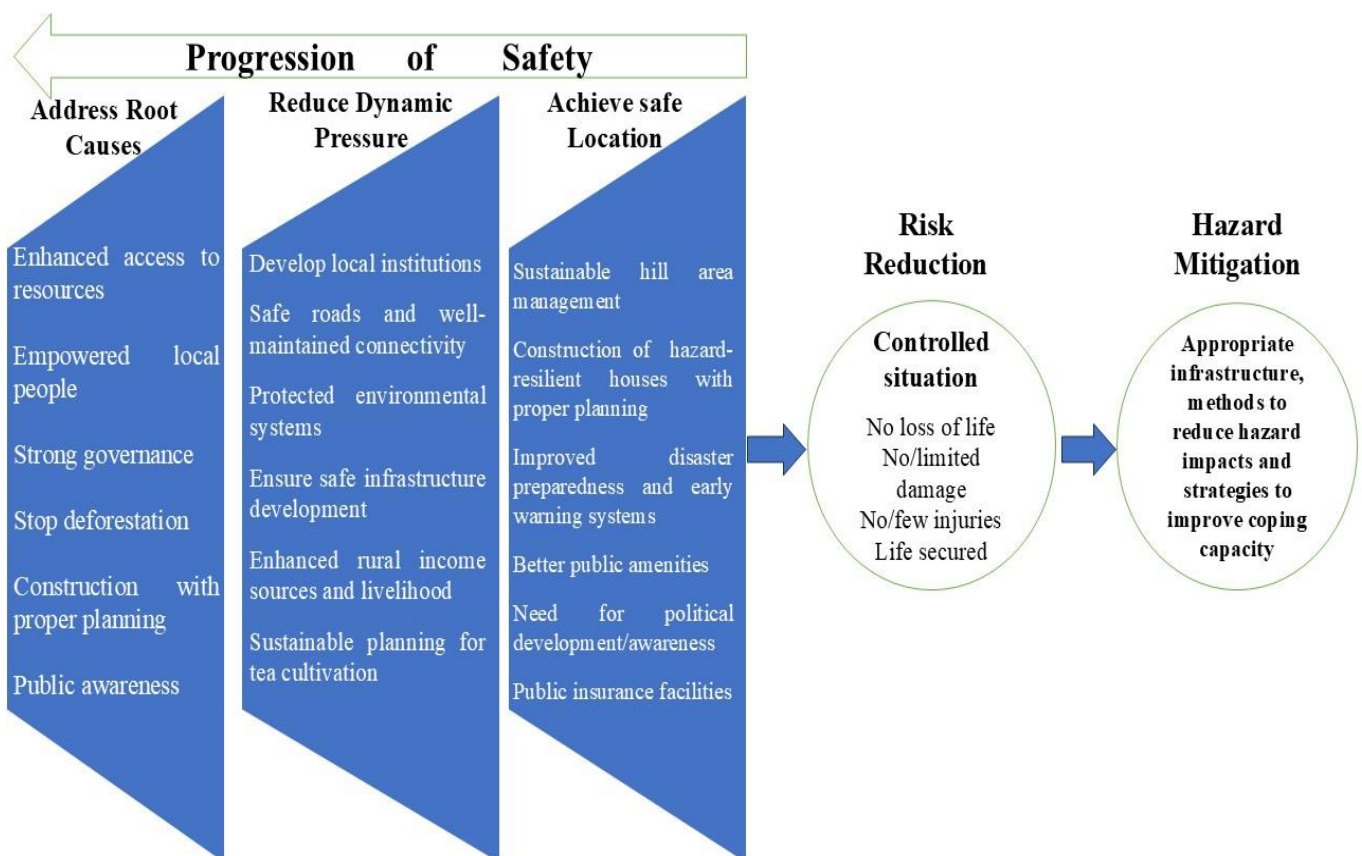 Progression of Safety
Address Root
Causes
Enhanced access to
resources
Empowered local
people
Strong governance
Stop deforestation
Construction with
proper planning
Public awareness
Reduce Dynamic
Pressure
Develop local institutions
Safe roads and well-
maintained connectivity
Protected environmental
systems
Ensure safe infrastructure
development
Enhanced rural income
sources and livelihood
Sustainable planning for
tea cultivation
Achieve safe
Location
Sustainable hill area
management
Construction of hazard-
resilient houses with
proper planning
Improved disaster
preparedness and early
warning systems
Better public amenities
Need for political
development/awareness
Public insurance facilities
Risk
Reduction
Controlled
situation
No loss of life
No/limited
damage
No/few injuries
Life secured
Hazard
Mitigation
Appropriate
infrastructure,
methods to
reduce hazard
impacts and
strategies to
improve coping
capacity